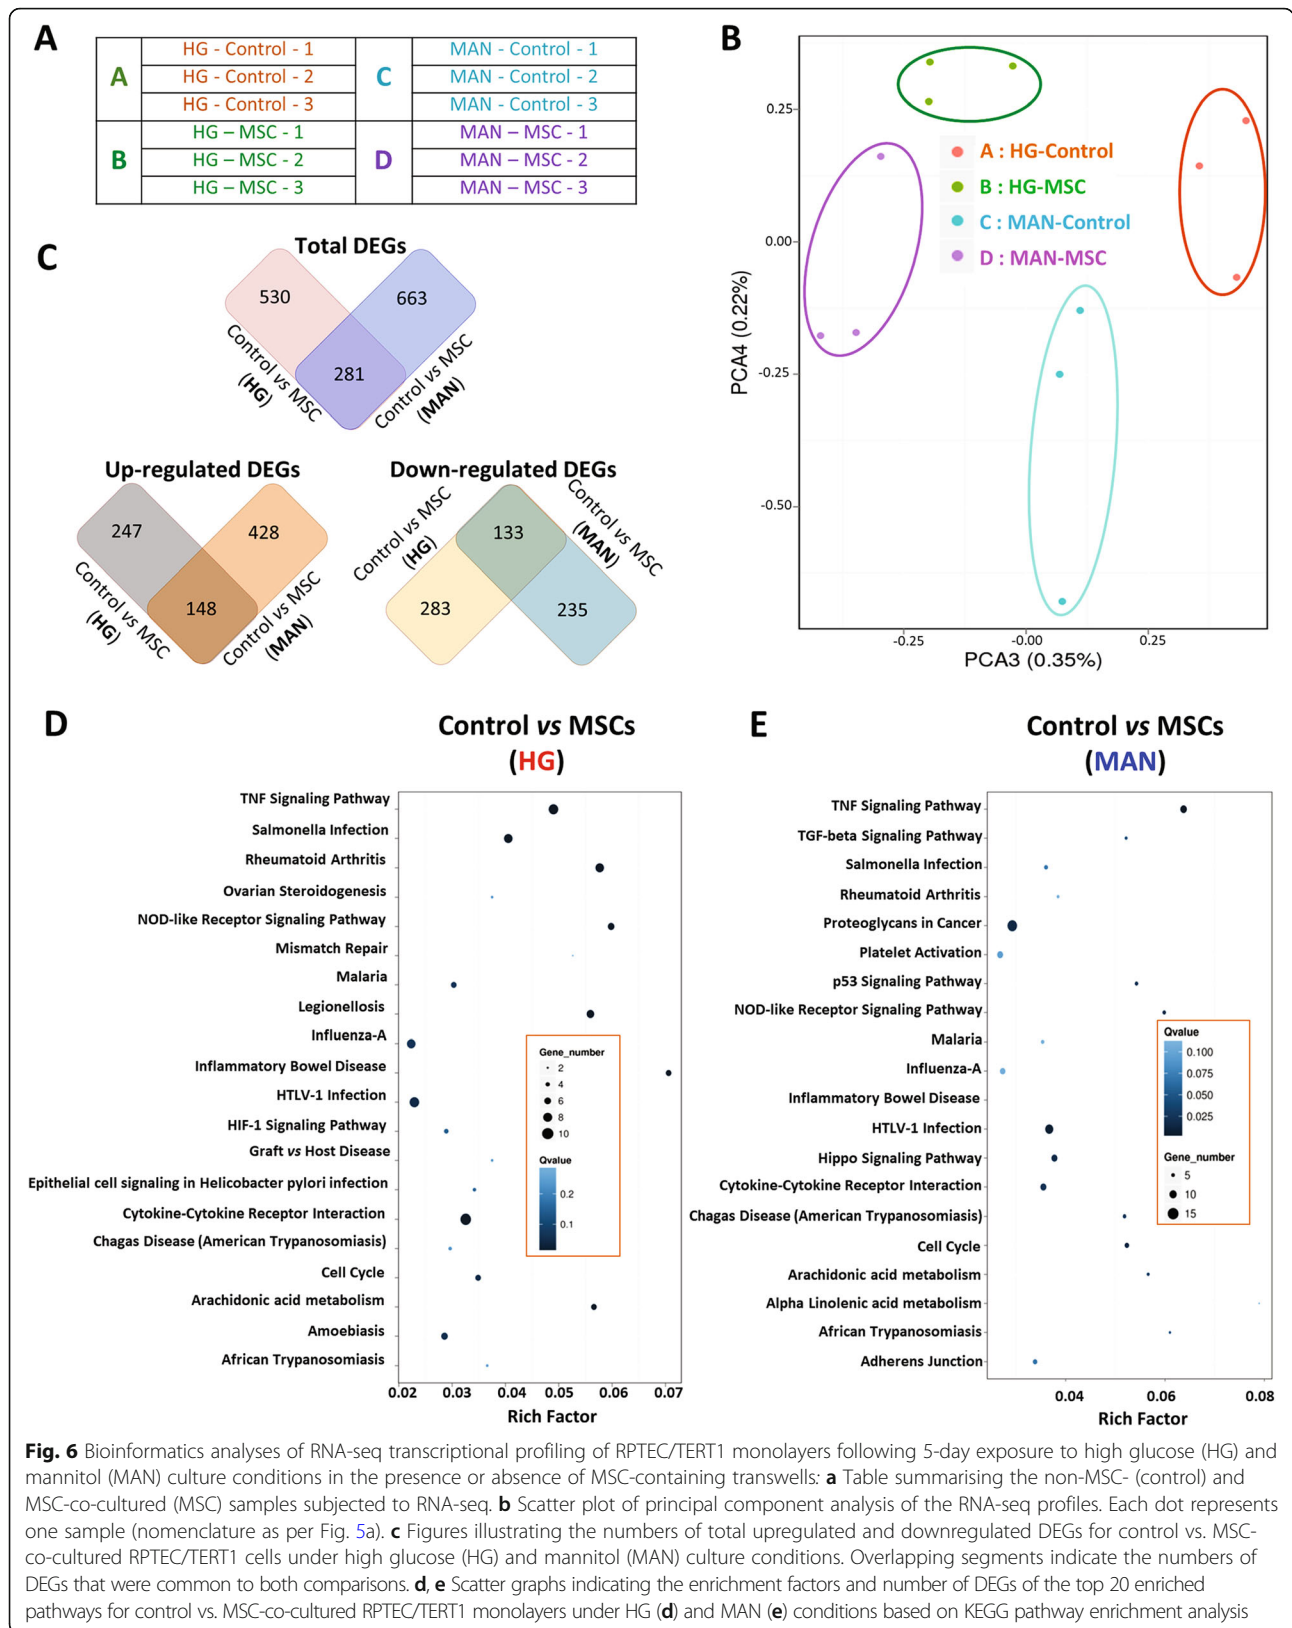 A
A
HG - Control - 1
HG - Control - 2
HG - Control - 3
C
MAN - Control - 1
MAN - Control - 2
MAN - Control - 3
B
HG – MSC - 1
HG – MSC - 2
HG – MSC - 3
D
MAN – MSC - 1
MAN – MSC - 2
MAN – MSC - 3
B
0.25
0.00
-0.25
-0.50
PCA4 (0.22%)
A : HG-Control
B : HG-MSC
C : MAN-Control
D : MAN-MSC
-0.25
-0.00
0.25
PCA3 (0.35%)
C
Total DEGs
530
663
281
Control vs MSC
(HG)
Control vs MSC
(MAN)
Up-regulated DEGs
247
428
148
Control vs MSC
(HG)
Control vs MSC
(MAN)
Down-regulated DEGs
Control vs MSC
(HG)
Control vs MSC
(MAN)
133
283
235
D
Control vs MSCs
(HG)
TNF Signaling Pathway
Salmonella Infection
Rheumatoid Arthritis
Ovarian Steroidogenesis
NOD-like Receptor Signaling Pathway
Mismatch Repair
Malaria
Legionellosis
Influenza-A
Inflammatory Bowel Disease
HTLV-1 Infection
HIF-1 Signaling Pathway
Graft vs Host Disease
Epithelial cell signaling in Helicobacter pylori infection
Cytokine-Cytokine Receptor Interaction
Chagas Disease (American Trypanosomiasis)
Cell Cycle
Arachidonic acid metabolism
Amoebiasis
African Trypanosomiasis
Gene_number
2
4
6
8
10
Qvalue
0.2
0.1
0.02 0.03 0.04 0.05 0.06 0.07
Rich Factor
E
Control vs MSCs
(MAN)
TNF Signaling Pathway
TGF-beta Signaling Pathway
Salmonella Infection
Rheumatoid Arthritis
Proteoglycans in Cancer
Platelet Activation
p53 Signaling Pathway
NOD-like Receptor Signaling Pathway
Malaria
Influenza-A
Inflammatory Bowel Disease
HTLV-1 Infection
Hippo Signaling Pathway
Cytokine-Cytokine Receptor Interaction
Chagas Disease (American Trypanosomiasis)
Cell Cycle
Arachidonic acid metabolism
Alpha Linolenic acid metabolism
African Trypanosomiasis
Adherens Junction
Qvalue
0.100
0.075
0.050
0.025
Gene_number
5
10
15
0.04 0.06 0.08
Rich Factor
Fig. 6 Bioinformatics analyses of RNA-seq transcriptional profiling of RPTEC/TERT1 monolayers following 5-day exposure to high glucose (HG) and
mannitol (MAN) culture conditions in the presence or absence of MSC-containing transwells: a Table summarising the non-MSC- (control) and
MSC-co-cultured (MSC) samples subjected to RNA-seq. b Scatter plot of principal component analysis of the RNA-seq profiles. Each dot represents
one sample (nomenclature as per Fig. 5a). c Figures illustrating the numbers of total upregulated and downregulated DEGs for control vs. MSC-
co-cultured RPTEC/TERT1 cells under high glucose (HG) and mannitol (MAN) culture conditions. Overlapping segments indicate the numbers of
DEGs that were common to both comparisons. d, e Scatter graphs indicating the enrichment factors and number of DEGs of the top 20 enriched
pathways for control vs. MSC-co-cultured RPTEC/TERT1 monolayers under HG (d) and MAN (e) conditions based on KEGG pathway enrichment analysis